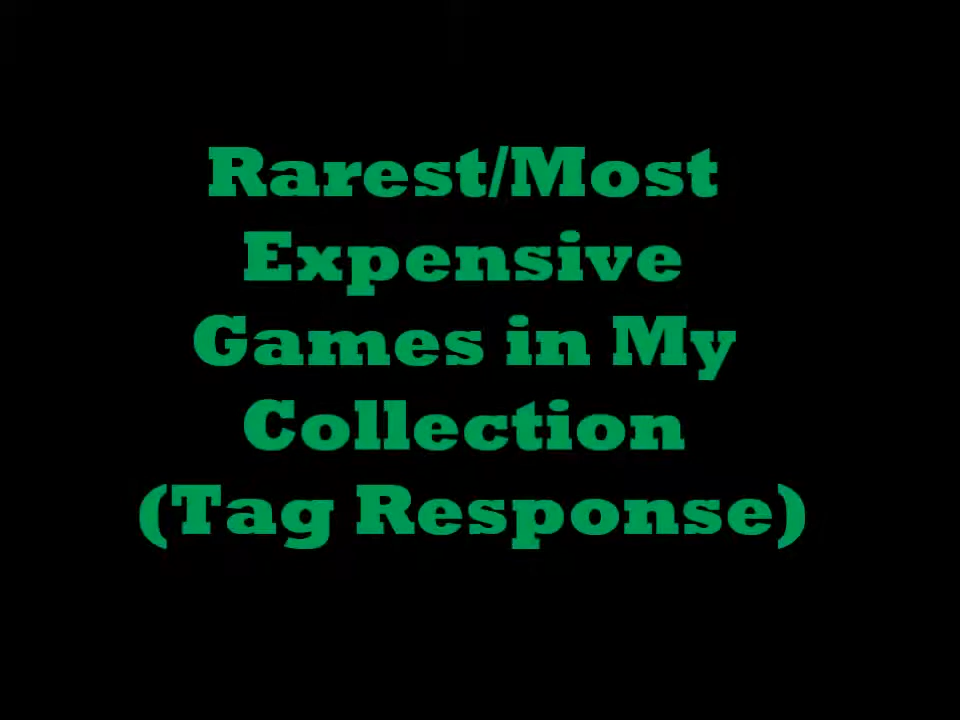 Rarest/Most
Expensive
Games in My
Collection
(Tag Response)